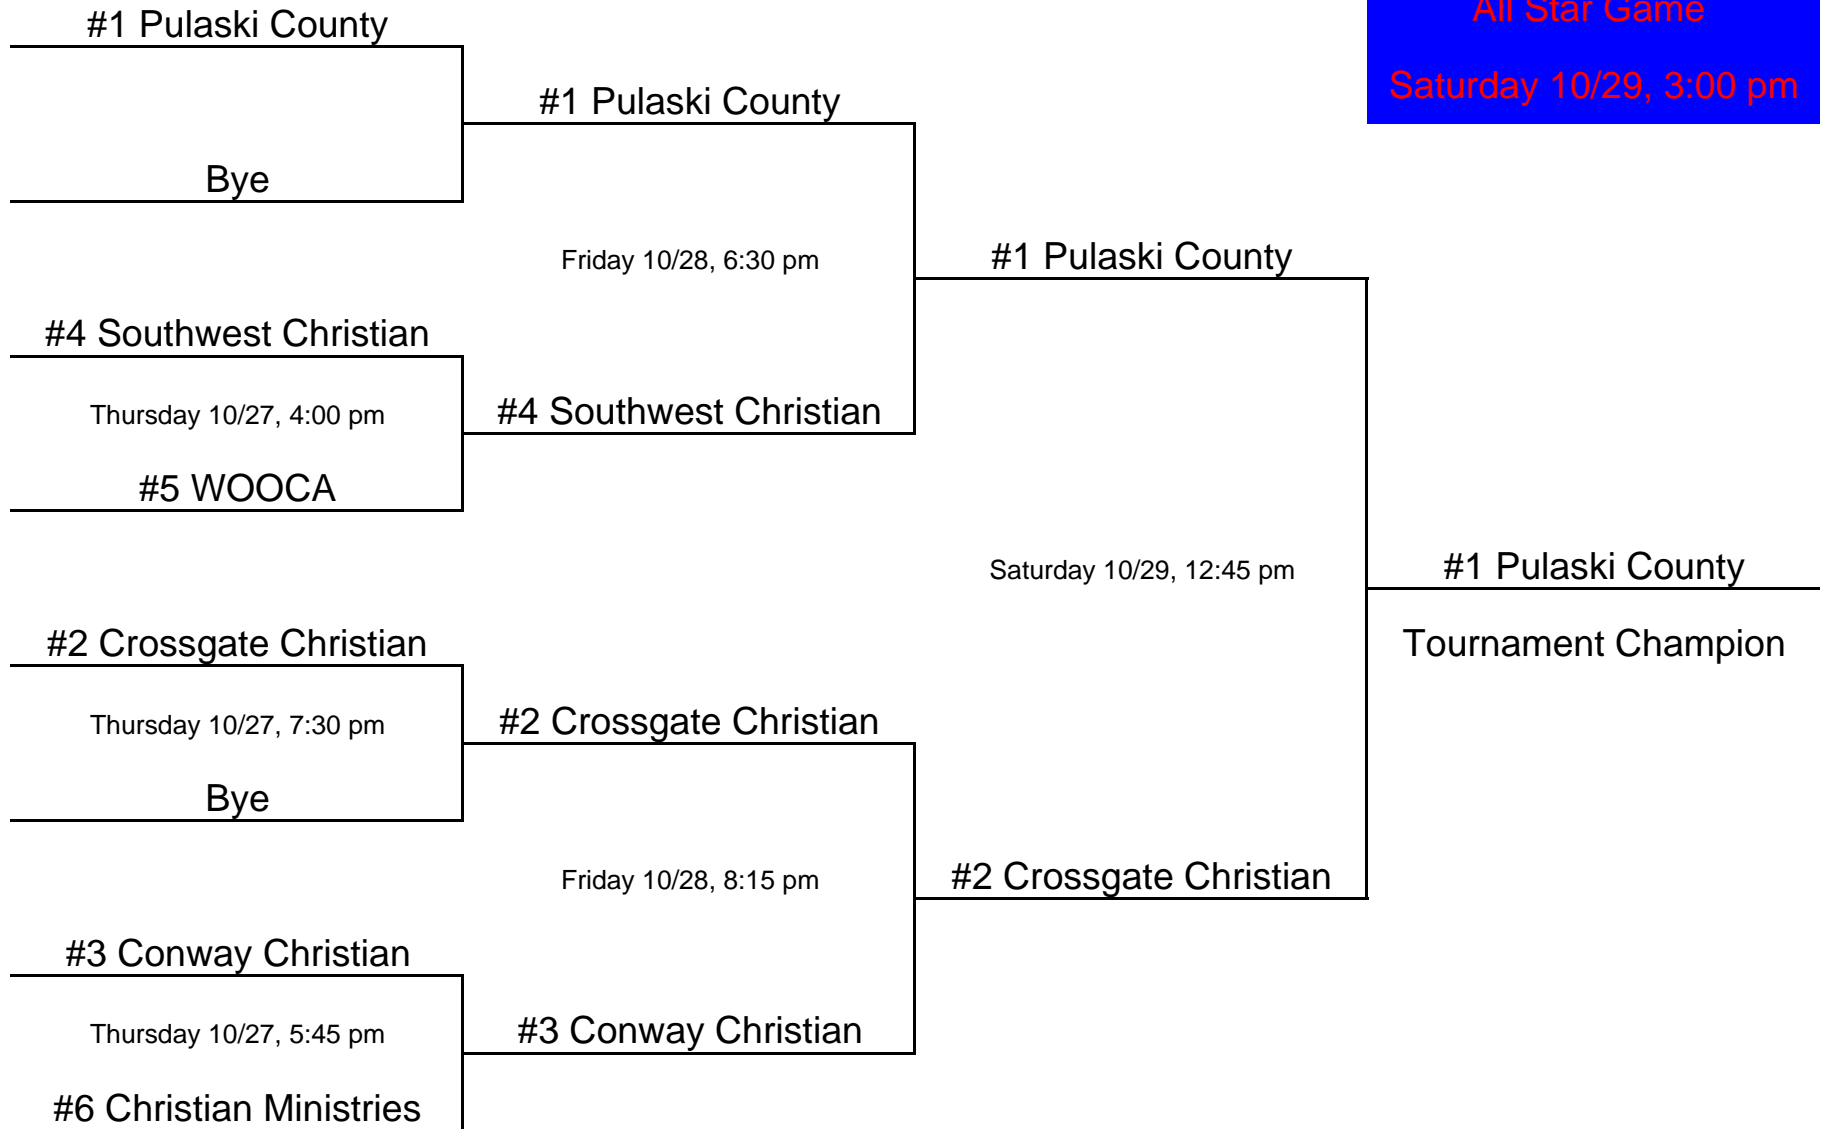 #1 Pulaski County
All Star Game
Saturday 10/29, 3:00 pm
#1 Pulaski County
Bye
Friday 10/28, 6:30 pm
#1 Pulaski County
#4 Southwest Christian
Thursday 10/27, 4:00 pm
#4 Southwest Christian
#5 WOOCA
Saturday 10/29, 12:45 pm
#1 Pulaski County
#2 Crossgate Christian
Tournament Champion
Thursday 10/27, 7:30 pm
#2 Crossgate Christian
Bye
Friday 10/28, 8:15 pm
#2 Crossgate Christian
#3 Conway Christian
Thursday 10/27, 5:45 pm
#3 Conway Christian
#6 Christian Ministries